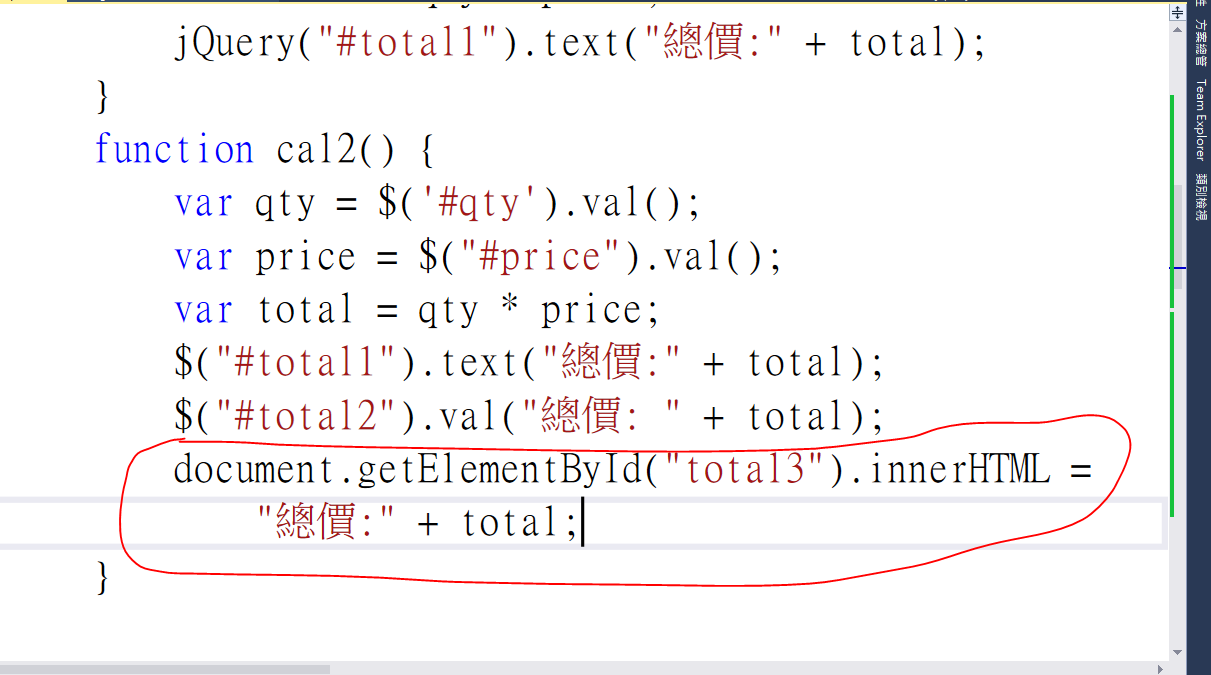 jQuery("#total1").text("總價:" + total);
}
function cal2() {
var qty = $('#qty').val();
var price = $("#price").val();
var total = qty * price;
$("#total1").text("總價:" + total);
$("#total2").val("總價: " + total);
document.getElementById("total3").innerHTML =
"總價:" + total;
}
方案總管
Team Explorer
類別檢視